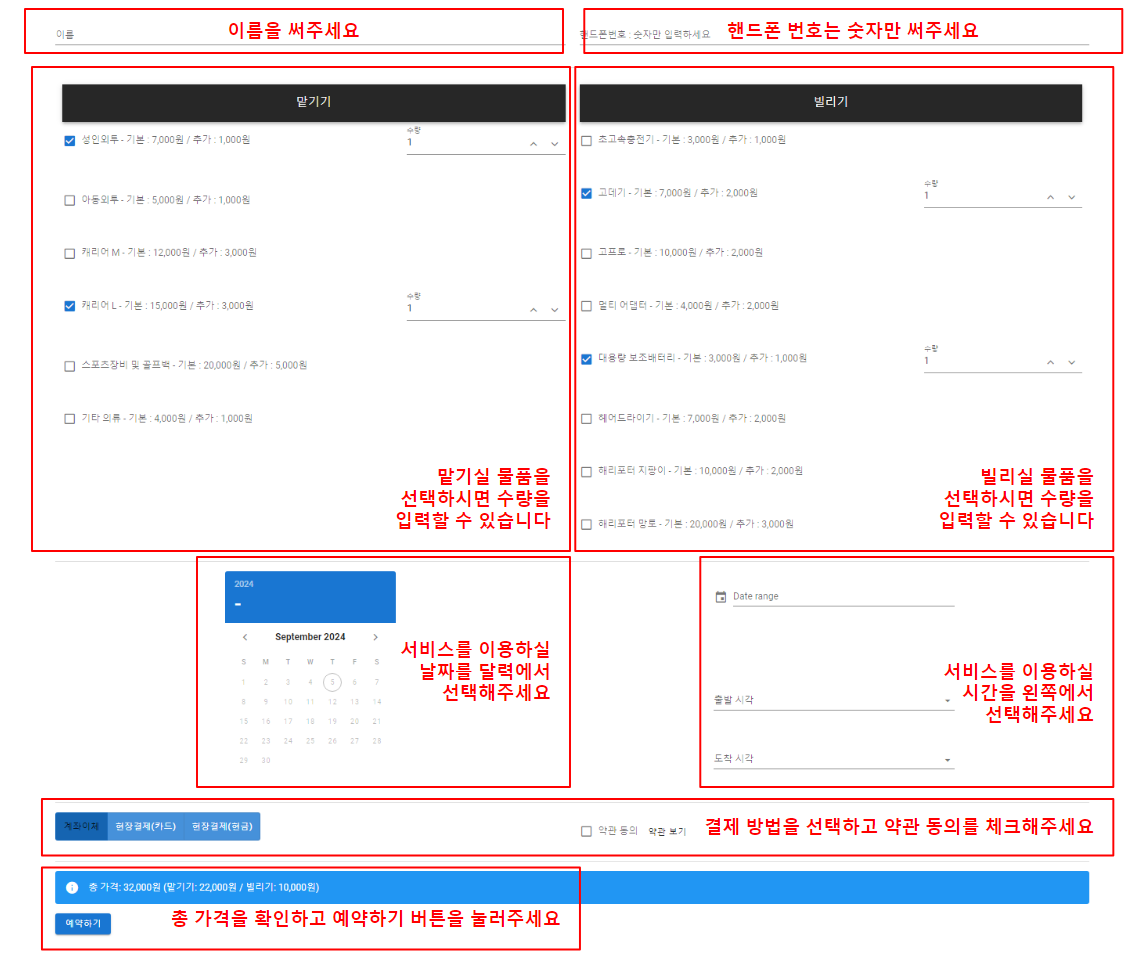 이름
이름을 써주세요
핸드폰번호 : 숫자만 입력하세요
핸드폰 번호는 숫자만 써주세요
맡기기
성인외투 - 기본 : 7,000원 / 추가 : 1,000원
수량
1
아동외투 - 기본 : 5,000원 / 추가 : 1,000원
캐리어 M - 기본 : 12,000원 / 추가 : 3,000원
캐리어 L - 기본 : 15,000원 / 추가 : 3,000원
수량
1
스포츠장비 및 골프백 - 기본 : 20,000원 / 추가 : 5,000원
기타 의류 - 기본 : 4,000원 / 추가 : 1,000원
맡기실 물품을
선택하시면 수량을
입력할 수 있습니다
빌리기
초고속충전기 - 기본 : 3,000원 / 추가 : 1,000원
고데기 - 기본 : 7,000원 / 추가 : 2,000원
수량
1
고프로 - 기본 : 10,000원 / 추가 : 2,000원
멀티 어댑터 - 기본 : 4,000원 / 추가 : 2,000원
대용량 보조배터리 - 기본 : 3,000원 / 추가 : 1,000원
수량
1
헤어드라이기 - 기본 : 7,000원 / 추가 : 2,000원
해리포터 지팡이 - 기본 : 10,000원 / 추가 : 2,000원
해리포터 망토 - 기본 : 20,000원 / 추가 : 3,000원
빌리실 물품을
선택하시면 수량을
입력할 수 있습니다
2024
-
September 2024
S M T W T F S
1 2 3 4 5 6 7
8 9 10 11 12 13 14
15 16 17 18 19 20 21
22 23 24 25 26 27 28
29 30
서비스를 이용하실
날짜를 달력에서
선택해주세요
Date range
출발 시각
도착 시각
서비스를 이용하실
시간을 왼쪽에서
선택해주세요
계좌이체 현장결제(카드) 현장결제(현금)
약관 동의 약관 보기
결제 방법을 선택하고 약관 동의를 체크해주세요
총 가격: 32,000원 (맡기기: 22,000원 / 빌리기: 10,000원)
예약하기
총 가격을 확인하고 예약하기 버튼을 눌러주세요